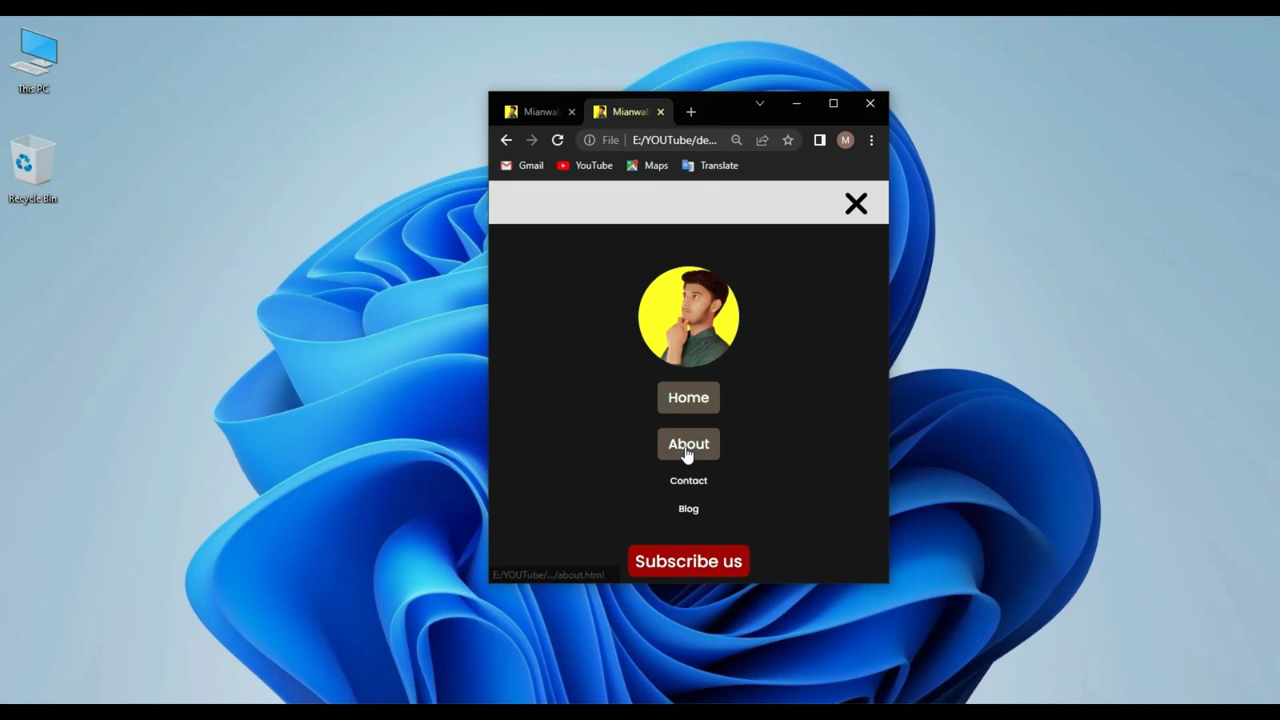 This PC
Recycle Bin
Mianwal
Mianwal
File
E:/YOUTube/de...
M
Gmail
YouTube
Maps
Translate
Home
About
Contact
Blog
Subscribe us
E:/YOUTube/.../about.html